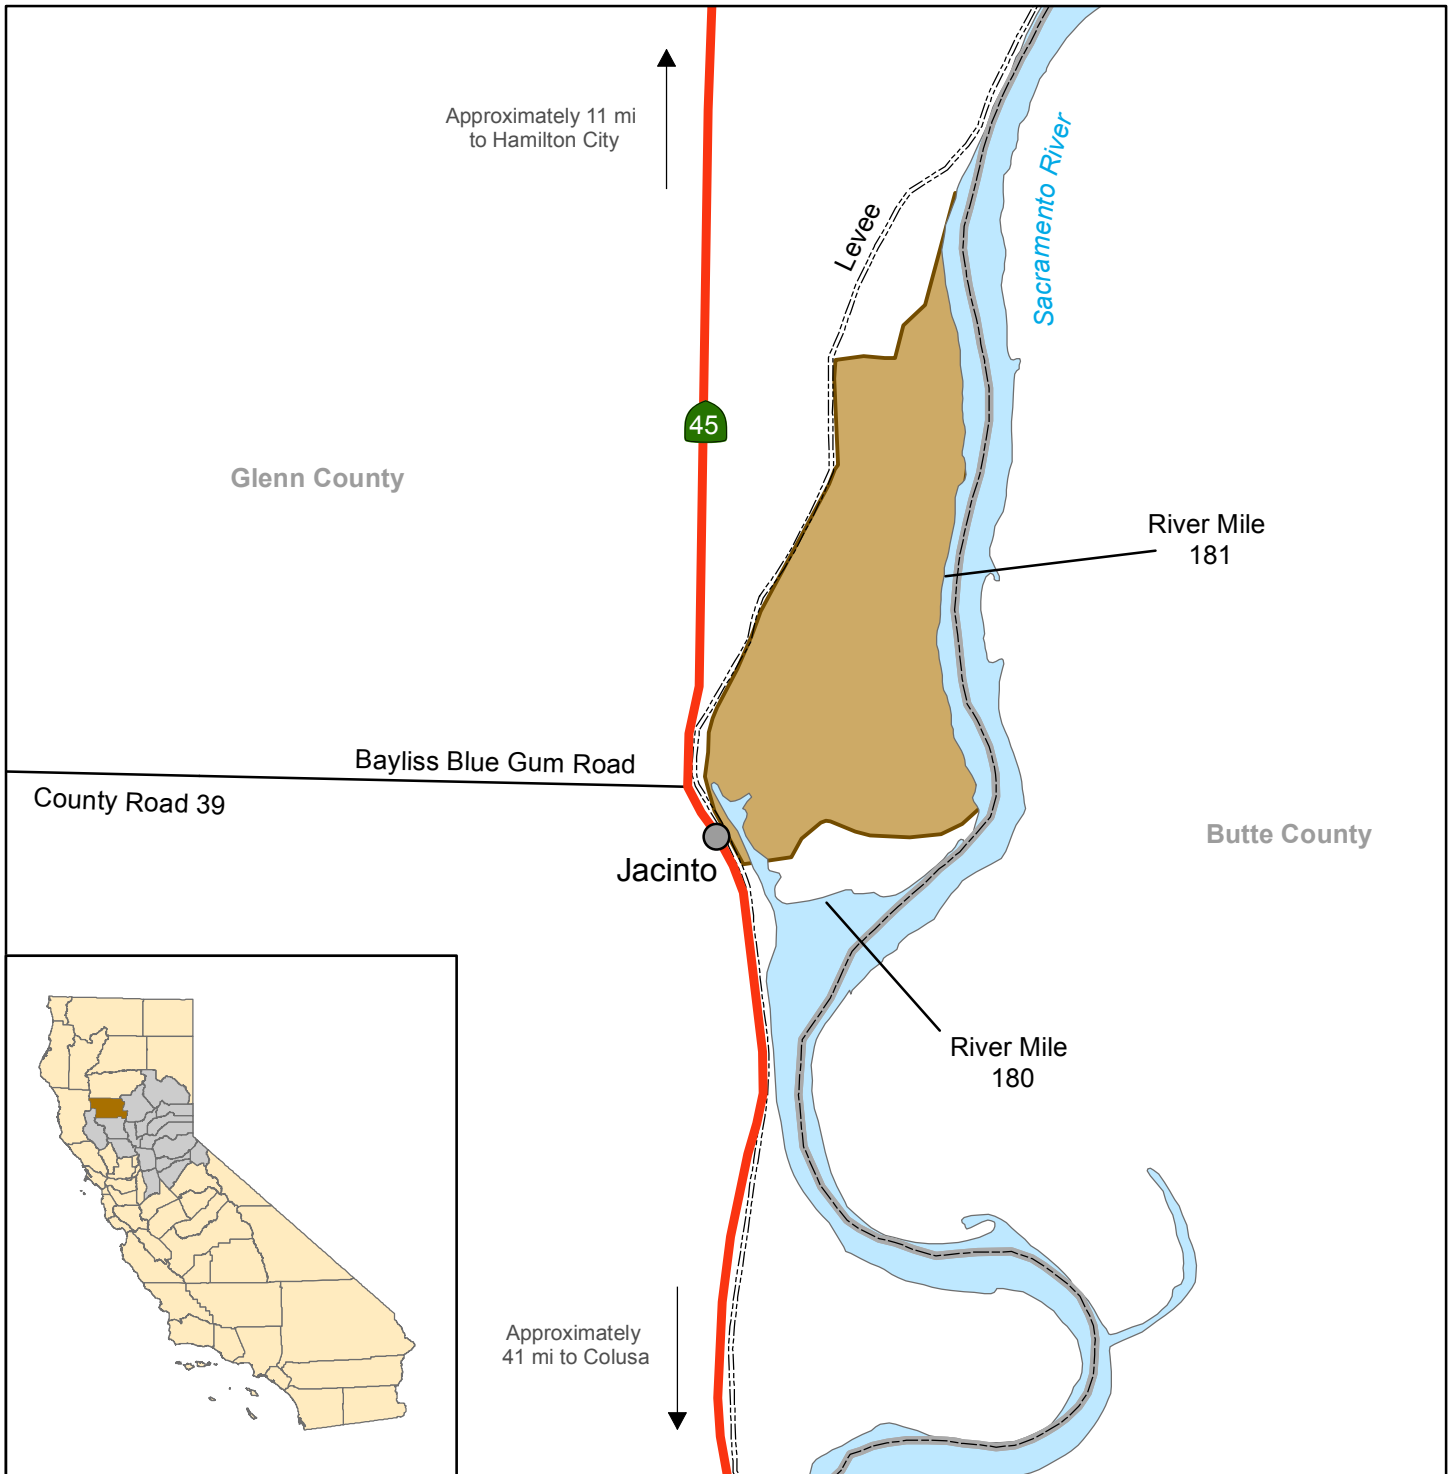 Approximately 11 mi
to Hamilton City
Sacramento River
Levee
45
Glenn County
River Mile
181
Bayliss Blue Gum Road
County Road 39
Butte County
Jacinto
River Mile
180
Approximately
41 mi to Colusa